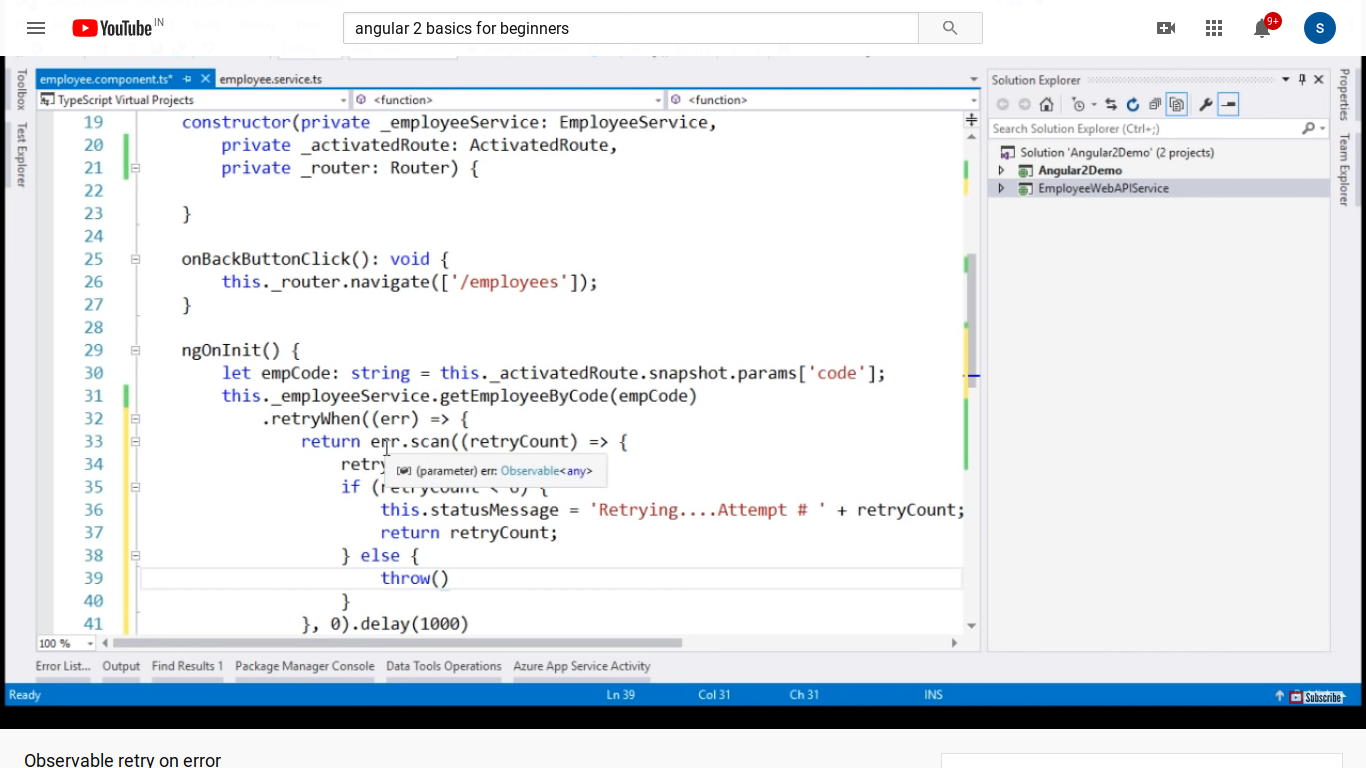 YouTube IN
angular 2 basics for beginners
9+
S
Toolbox
Test Explorer
employee.component.ts*
employee.service.ts
TypeScript Virtual Projects
<function>
<function>
19 constructor(private _employeeService: EmployeeService,
20 private _activatedRoute: ActivatedRoute,
21 private _router: Router) {
22
23 }
24
25 onBackButtonClick(): void {
26 this._router.navigate(['/employees']);
27 }
28
29 ngOnInit() {
30 let empCode: string = this._activatedRoute.snapshot.params['code'];
31 this._employeeService.getEmployeeByCode(empCode)
32 .retryWhen((err) => {
33 return err.scan((retryCount) => {
34 retry
(parameter) err: Observable<any>
35 if (retryCount < 6) {
36 this.statusMessage = 'Retrying....Attempt # ' + retryCount;
37 return retryCount;
38 } else {
39 throw()
40 }
41 }, 0).delay(1000)
100 %
Solution Explorer
Search Solution Explorer (Ctrl+;)
Solution 'Angular2Demo' (2 projects)
Angular2Demo
EmployeeWebAPIService
Properties
Team Explorer
Error List... Output Find Results 1 Package Manager Console Data Tools Operations Azure App Service Activity
Ready Ln 39 Col 31 Ch 31 INS
Subscribe
Observable retry on error